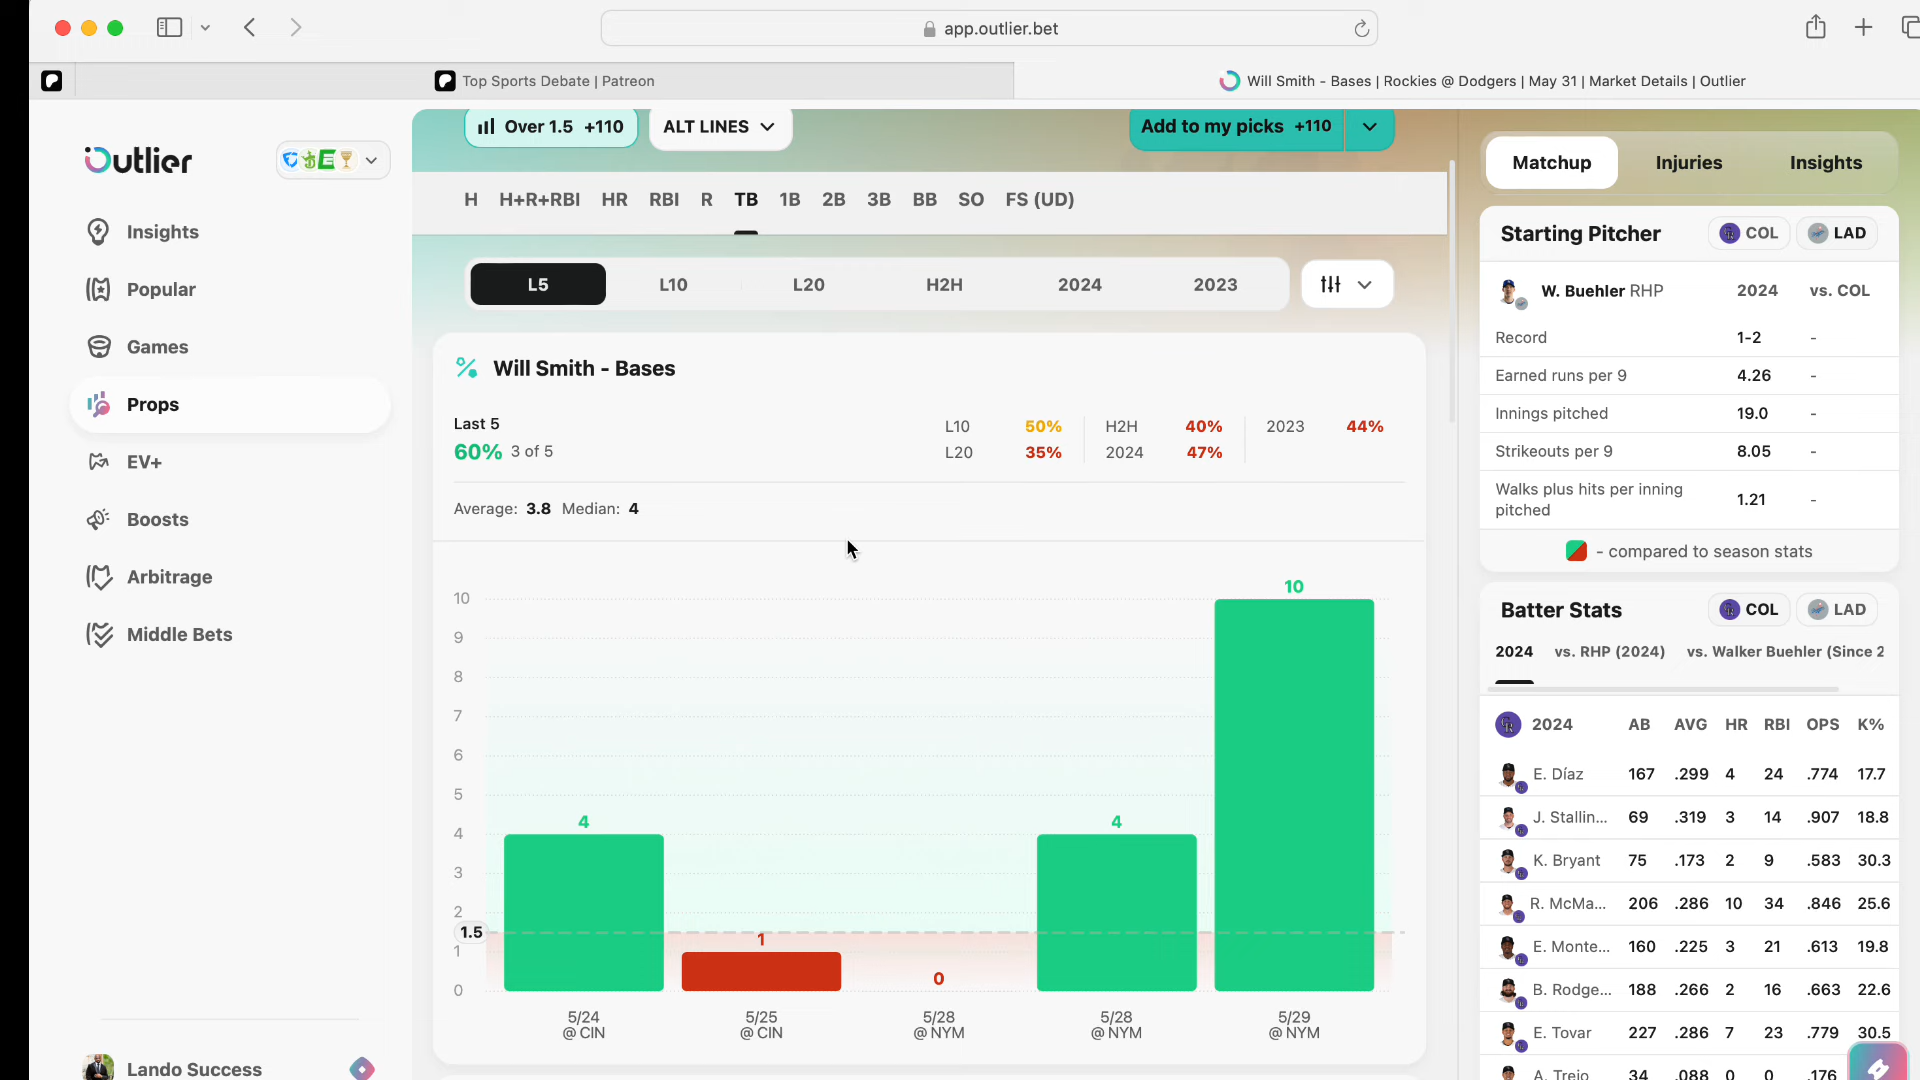 app.outlier.bet
Top Sports Debate | Patreon
Will Smith - Bases | Rockies @ Dodgers | May 31 | Market Details | Outlier
Outlier
Insights
Popular
Games
Props
EV+
Boosts
Arbitrage
Middle Bets
Lando Success
Over 1.5 +110
ALT LINES
Add to my picks +110
H H+R+RBI HR RBI R TB 1B 2B 3B BB SO FS (UD)
L5 L10 L20 H2H 2024 2023
Will Smith - Bases
Last 5
60% 3 of 5
L10 50% H2H 40% 2023 44%
L20 35% 2024 47%
Average: 3.8 Median: 4
10
9
8
7
6
5
4
3
2
1.5
1
0
4
1
0
4
10
5/24
@ CIN
5/25
@ CIN
5/28
@ NYM
5/28
@ NYM
5/29
@ NYM
Matchup Injuries Insights
Starting Pitcher COL LAD
W. Buehler RHP 2024 vs. COL
Record 1-2 -
Earned runs per 9 4.26 -
Innings pitched 19.0 -
Strikeouts per 9 8.05 -
Walks plus hits per inning
pitched 1.21 -
- compared to season stats
Batter Stats COL LAD
2024 vs. RHP (2024) vs. Walker Buehler (Since 2
2024 AB AVG HR RBI OPS K%
E. Díaz 167 .299 4 24 .774 17.7
J. Stallin... 69 .319 3 14 .907 18.8
K. Bryant 75 .173 2 9 .583 30.3
R. McMa... 206 .286 10 34 .846 25.6
E. Monte... 160 .225 3 21 .613 19.8
B. Rodge... 188 .266 2 16 .663 22.6
E. Tovar 227 .286 7 23 .779 30.5
A. Trejo 34 .088 0 0 .176